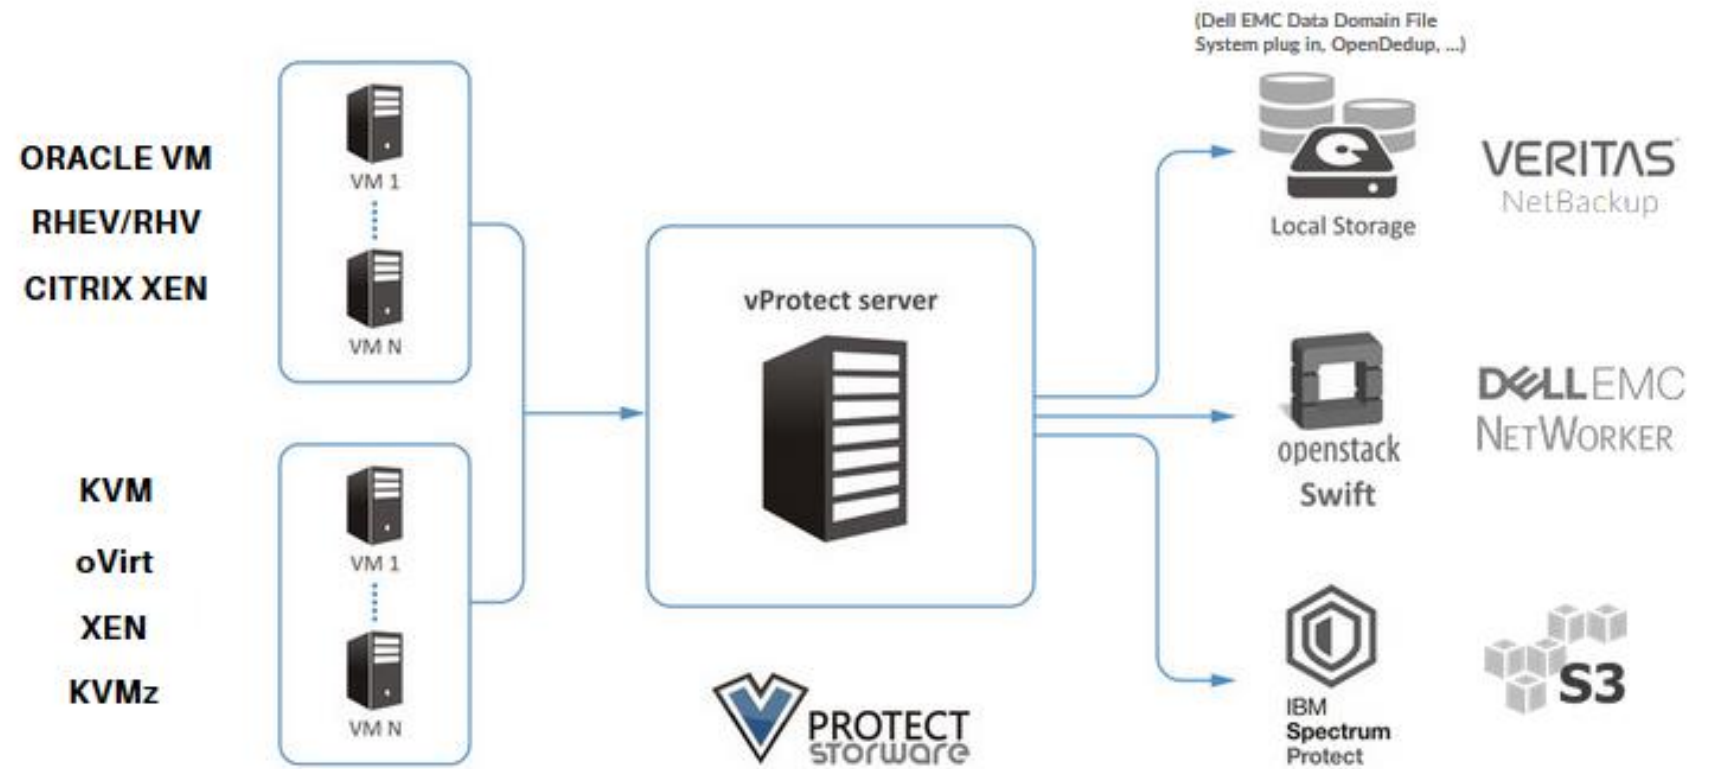 (Dell EMC Data Domain File
System plug in, OpenDedup, ...)
ORACLE VM
RHEV/RHV
CITRIX XEN
VM 1
VM N
KVM
oVirt
XEN
KVMz
VM 1
VM N
vProtect server
V PROTECT
STORWARE
Local Storage
VERITAS
NetBackup
openstack
Swift
DELL EMC
NETWORKER
IBM
Spectrum
Protect
S3